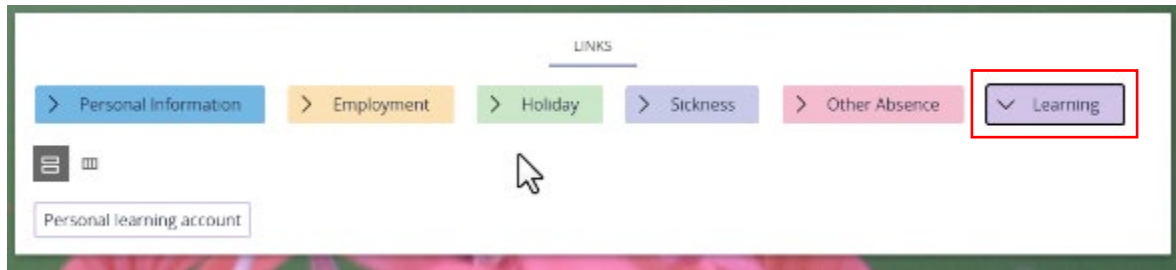 LINKS
Personal Information Employment Holiday Sickness Other Absence Learning
Personal learning account